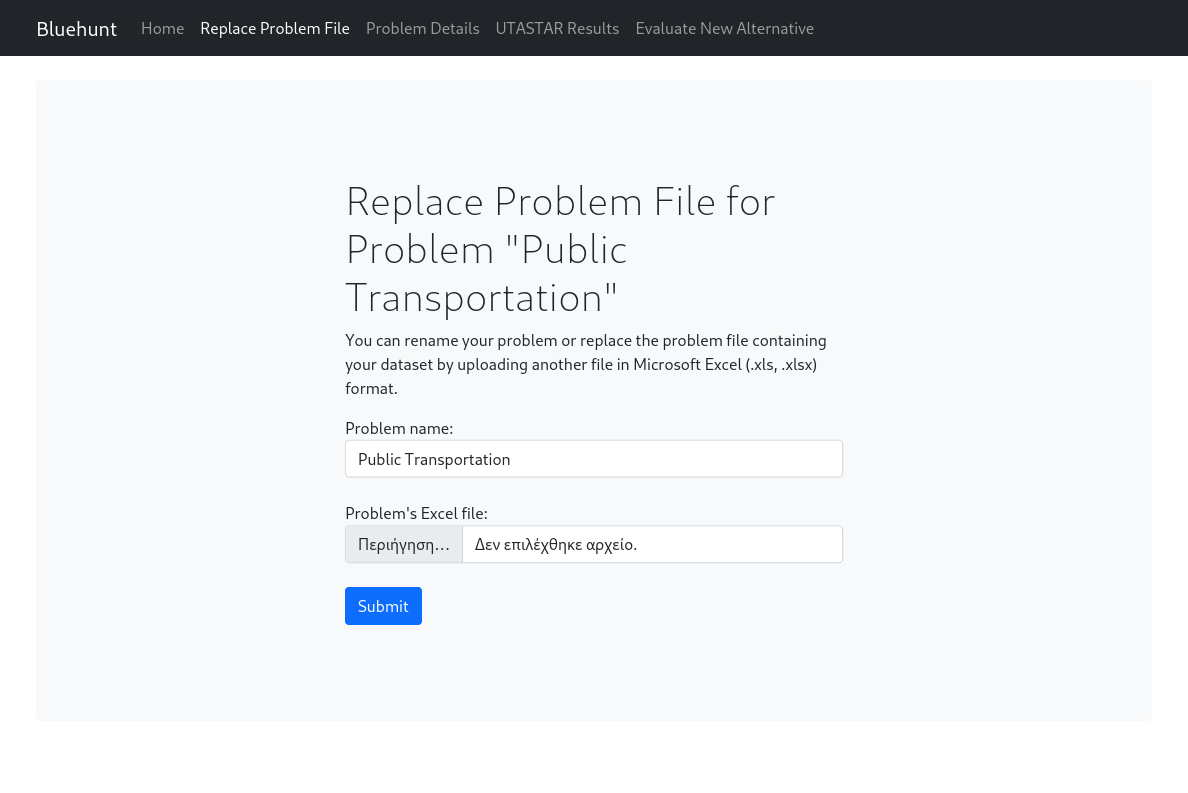 Bluehunt Home Replace Problem File Problem Details UTASTAR Results Evaluate New Alternative
Replace Problem File for
Problem "Public
Transportation"
You can rename your problem or replace the problem file containing
your dataset by uploading another file in Microsoft Excel (.xls, .xlsx)
format.
Problem name:
Public Transportation
Problem's Excel file:
Περιήγηση... Δεν επιλέχθηκε αρχείο.
Submit